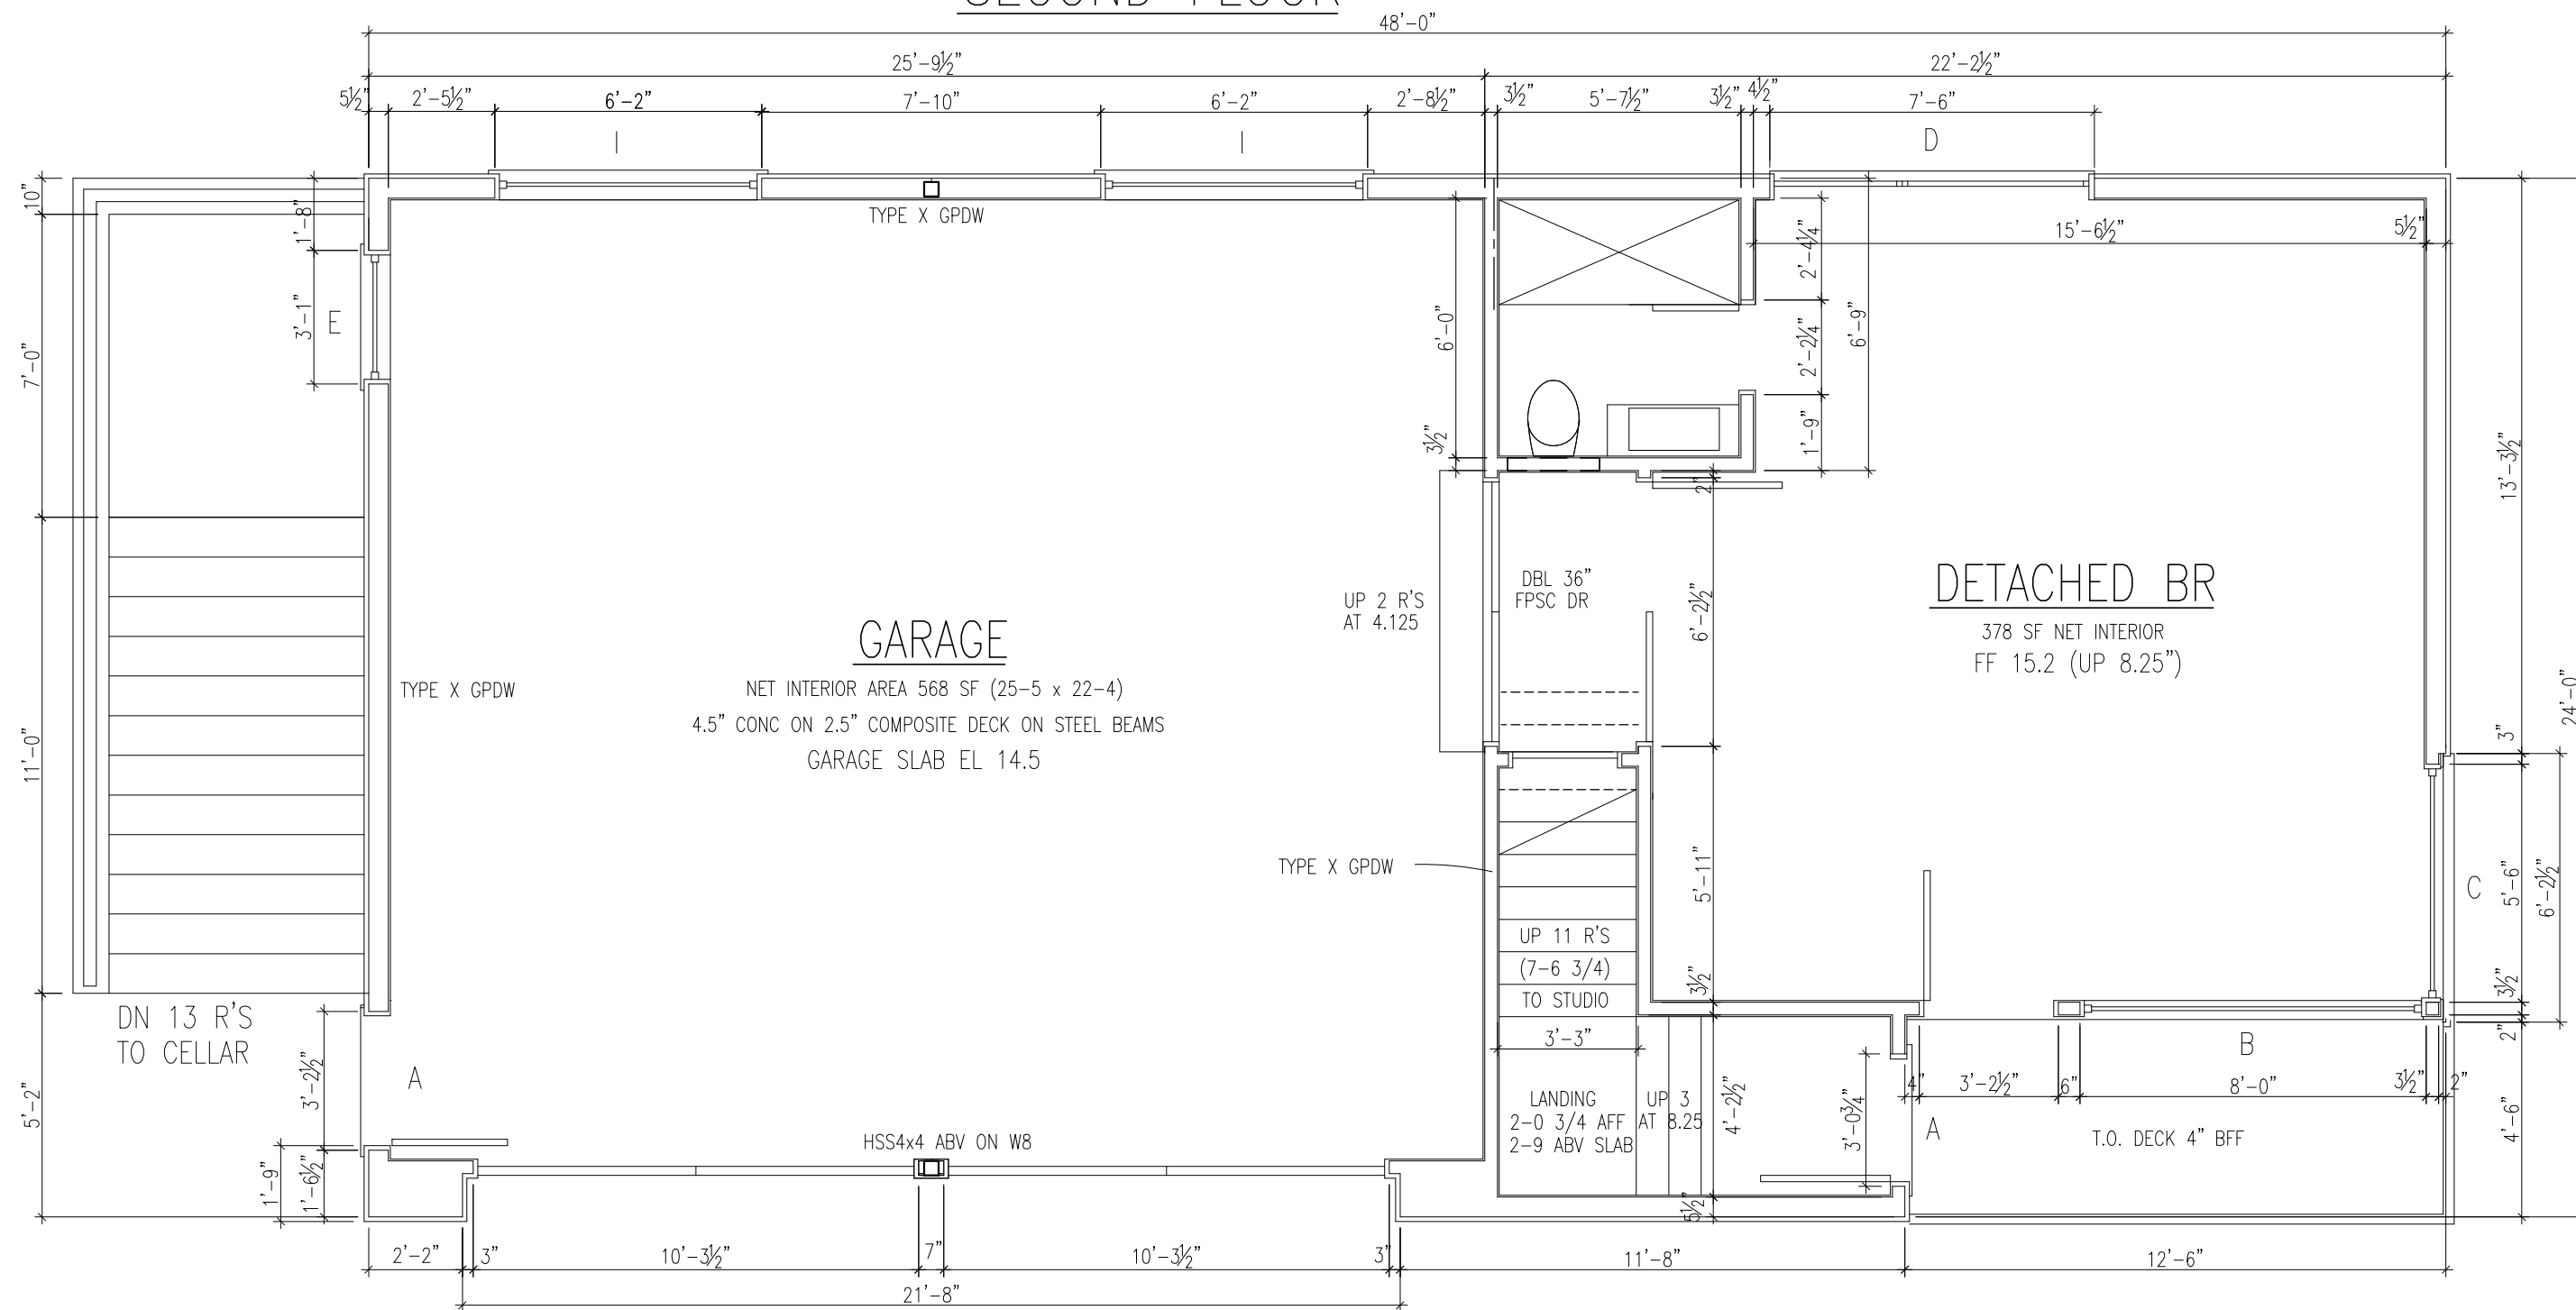 SECOND FLOOR
48'-0"
25'-9½"
22'-2½"
5½"
2'-5½"
6'-2"
7'-10"
6'-2"
2'-8½"
3½"
5'-7½"
3½"
4½"
7'-6"
I
I
D
10"
1'-8"
TYPE X GPDW
15'-6½"
5½"
2'-4¼"
3'-1"
E
6'-0"
2'-2¼"
6'-9"
7'-0"
3½"
1'-9"
13'-3½"
2"
UP 2 R'S
AT 4.125
DBL 36"
FPSC DR
6'-2½"
DETACHED BR
378 SF NET INTERIOR
FF 15.2 (UP 8.25")
GARAGE
NET INTERIOR AREA 568 SF (25-5 x 22-4)
4.5" CONC ON 2.5" COMPOSITE DECK ON STEEL BEAMS
GARAGE SLAB EL 14.5
TYPE X GPDW
11'-0"
24'-0"
3"
TYPE X GPDW
5'-11"
C
5'-6"
6'-2½"
UP 11 R'S
(7-6 3/4)
TO STUDIO
3½"
3½"
DN 13 R'S
TO CELLAR
3'-3"
2"
B
A
3'-2½"
4"
3'-2½"
6"
8'-0"
3½"
2"
5'-2"
LANDING
2-0 3/4 AFF
2-9 ABV SLAB
UP 3
AT 8.25
4'-2½"
3'-0¾"
A
T.O. DECK 4" BFF
4'-6"
HSS4x4 ABV ON W8
1'-9"
1'-6½"
5½"
2'-2"
3"
10'-3½"
7"
10'-3½"
3"
11'-8"
12'-6"
21'-8"